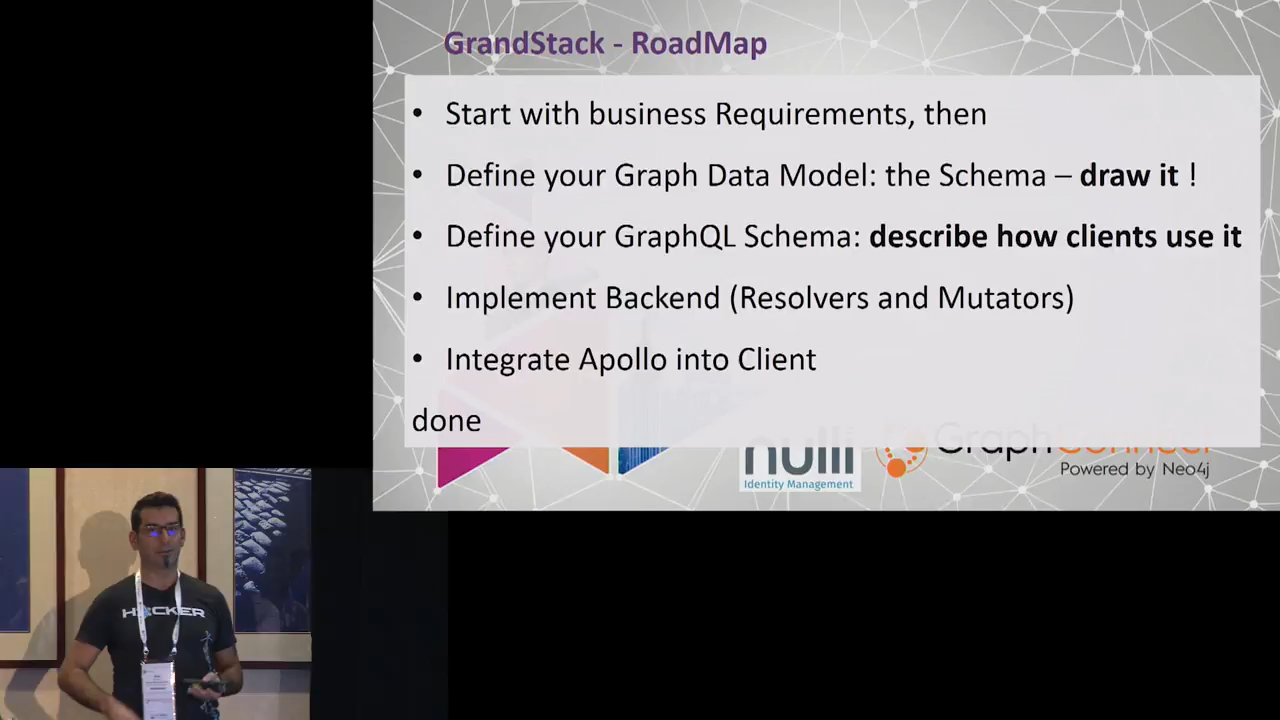 GrandStack - RoadMap
• Start with business Requirements, then
• Define your Graph Data Model: the Schema – draw it !
• Define your GraphQL Schema: describe how clients use it
• Implement Backend (Resolvers and Mutators)
• Integrate Apollo into Client
done
nulli
Identity Management
GraphConnect
Powered by Neo4j
HACKER